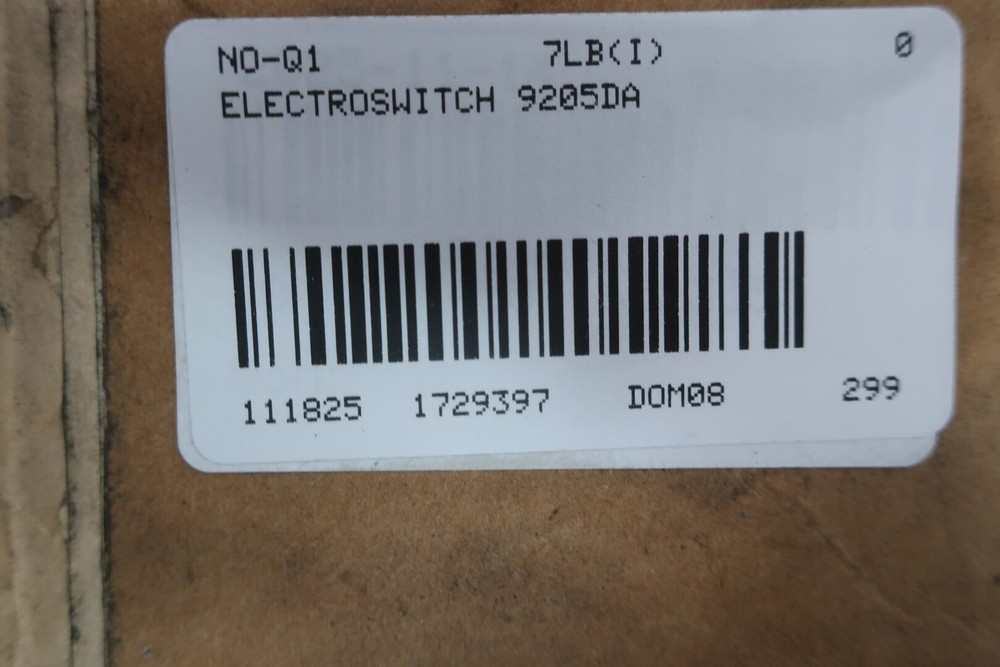 NO-Q1 7LB(I) 0
ELECTROSWITCH 9205DA
111825 1729397 DOM08 299